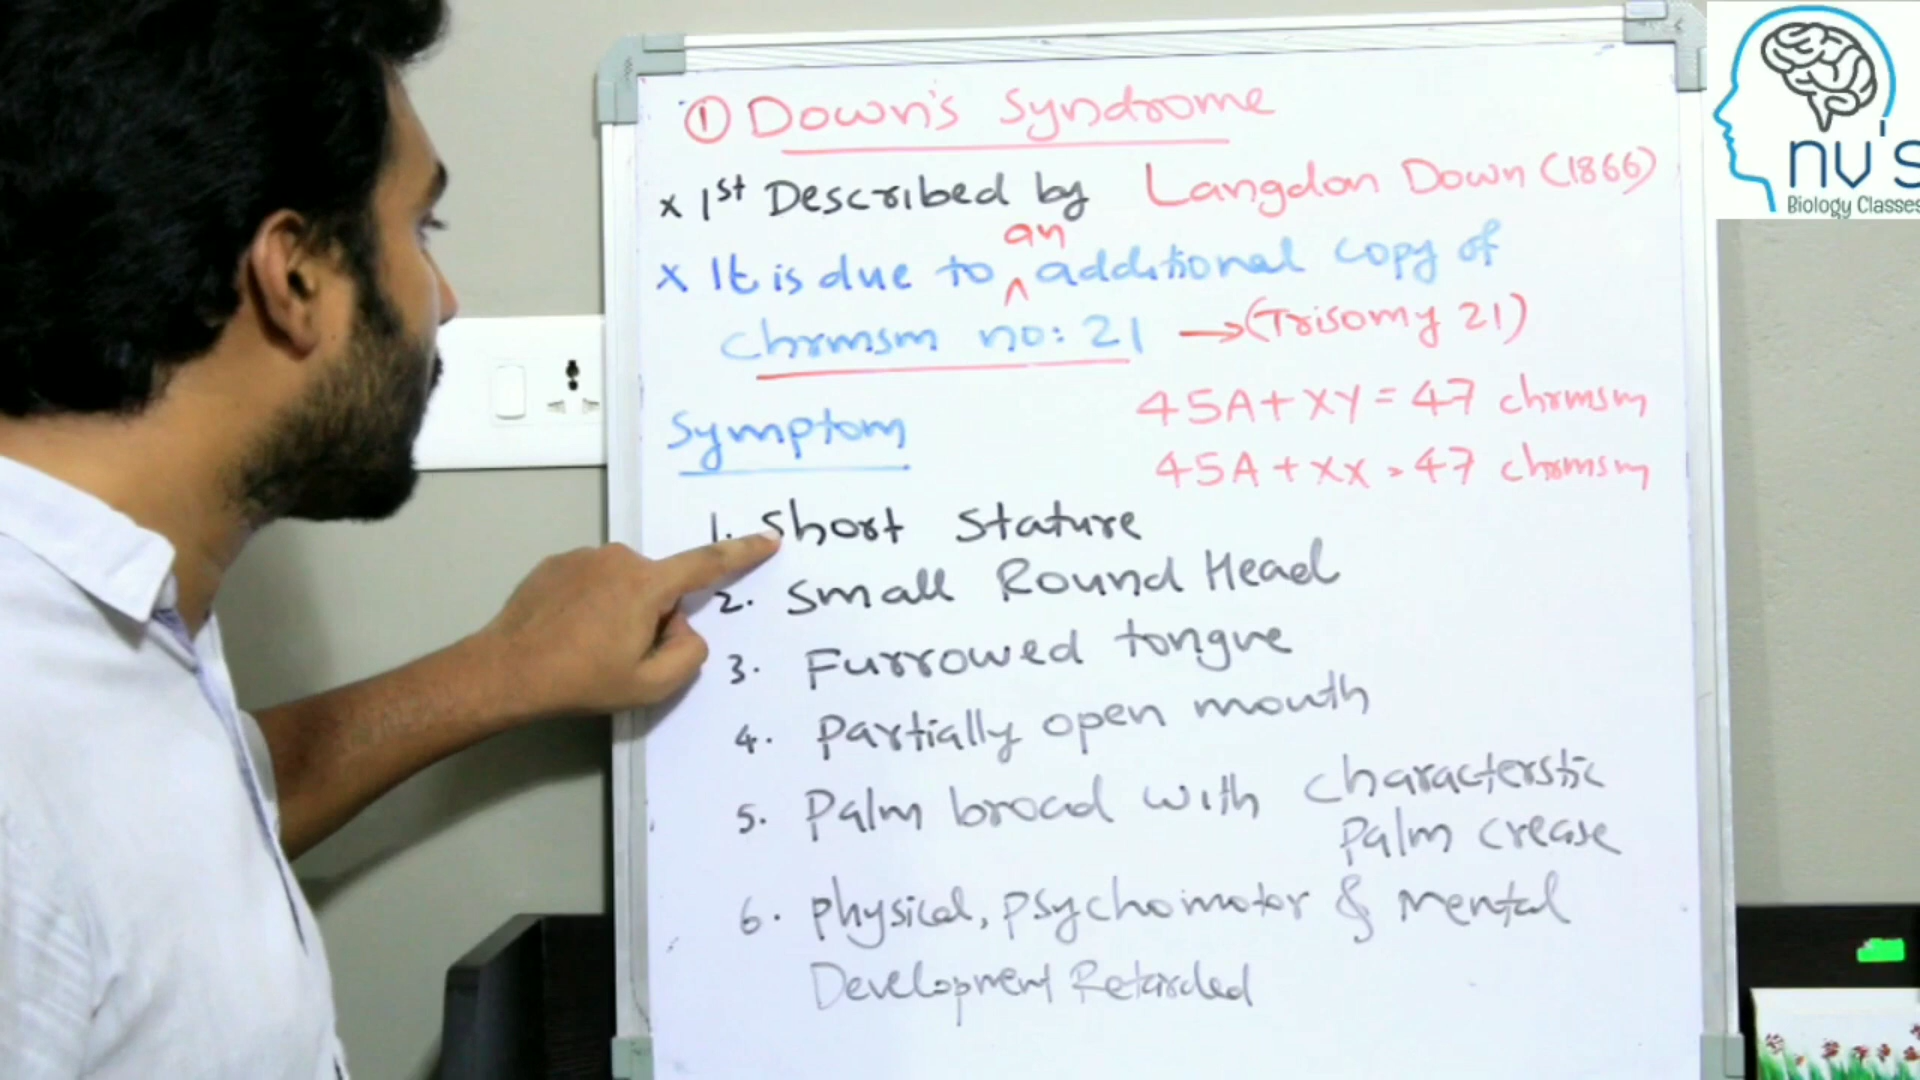 ① Down's Syndrome
x 1st Described by Langdon Down (1866)
an
x It is due to ^ additional copy of
chrmsm no: 21 → (Trisomy 21)
45A + XY = 47 chrmsm
Symptom
45A + XX = 47 chrmsm
1. Short Stature
2. Small Round Head
3. Furrowed tongue
4. Partially open mouth
5. Palm broad with characterstic
Palm crease
6. Physical, psychomotor & mental
Development Retarded
nv's
Biology Classes